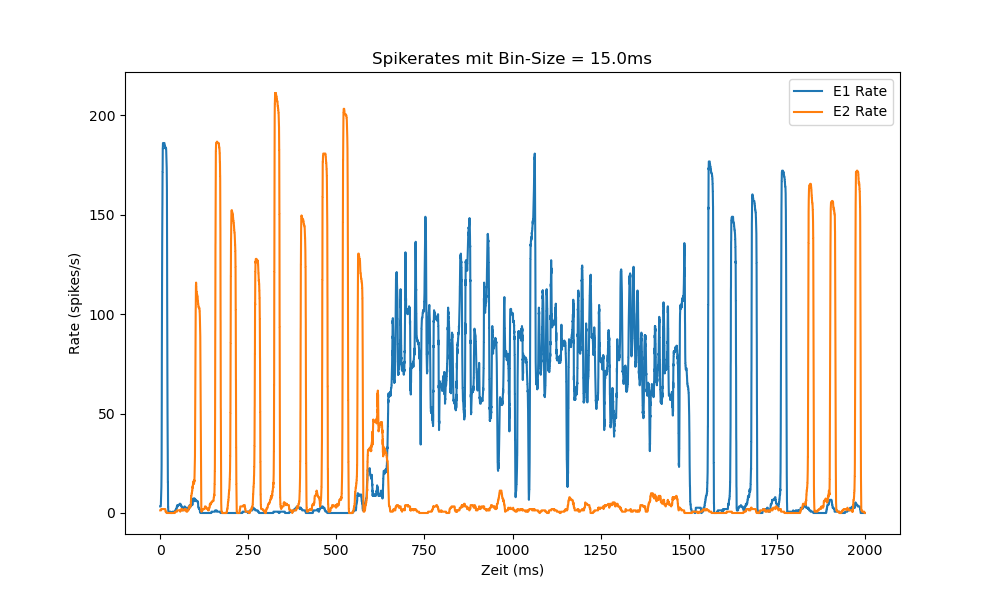 Spikerates mit Bin-Size = 15.0ms
E1 Rate
E2 Rate
Rate (spikes/s)
200
150
100
50
0
0 250 500 750 1000 1250 1500 1750 2000
Zeit (ms)